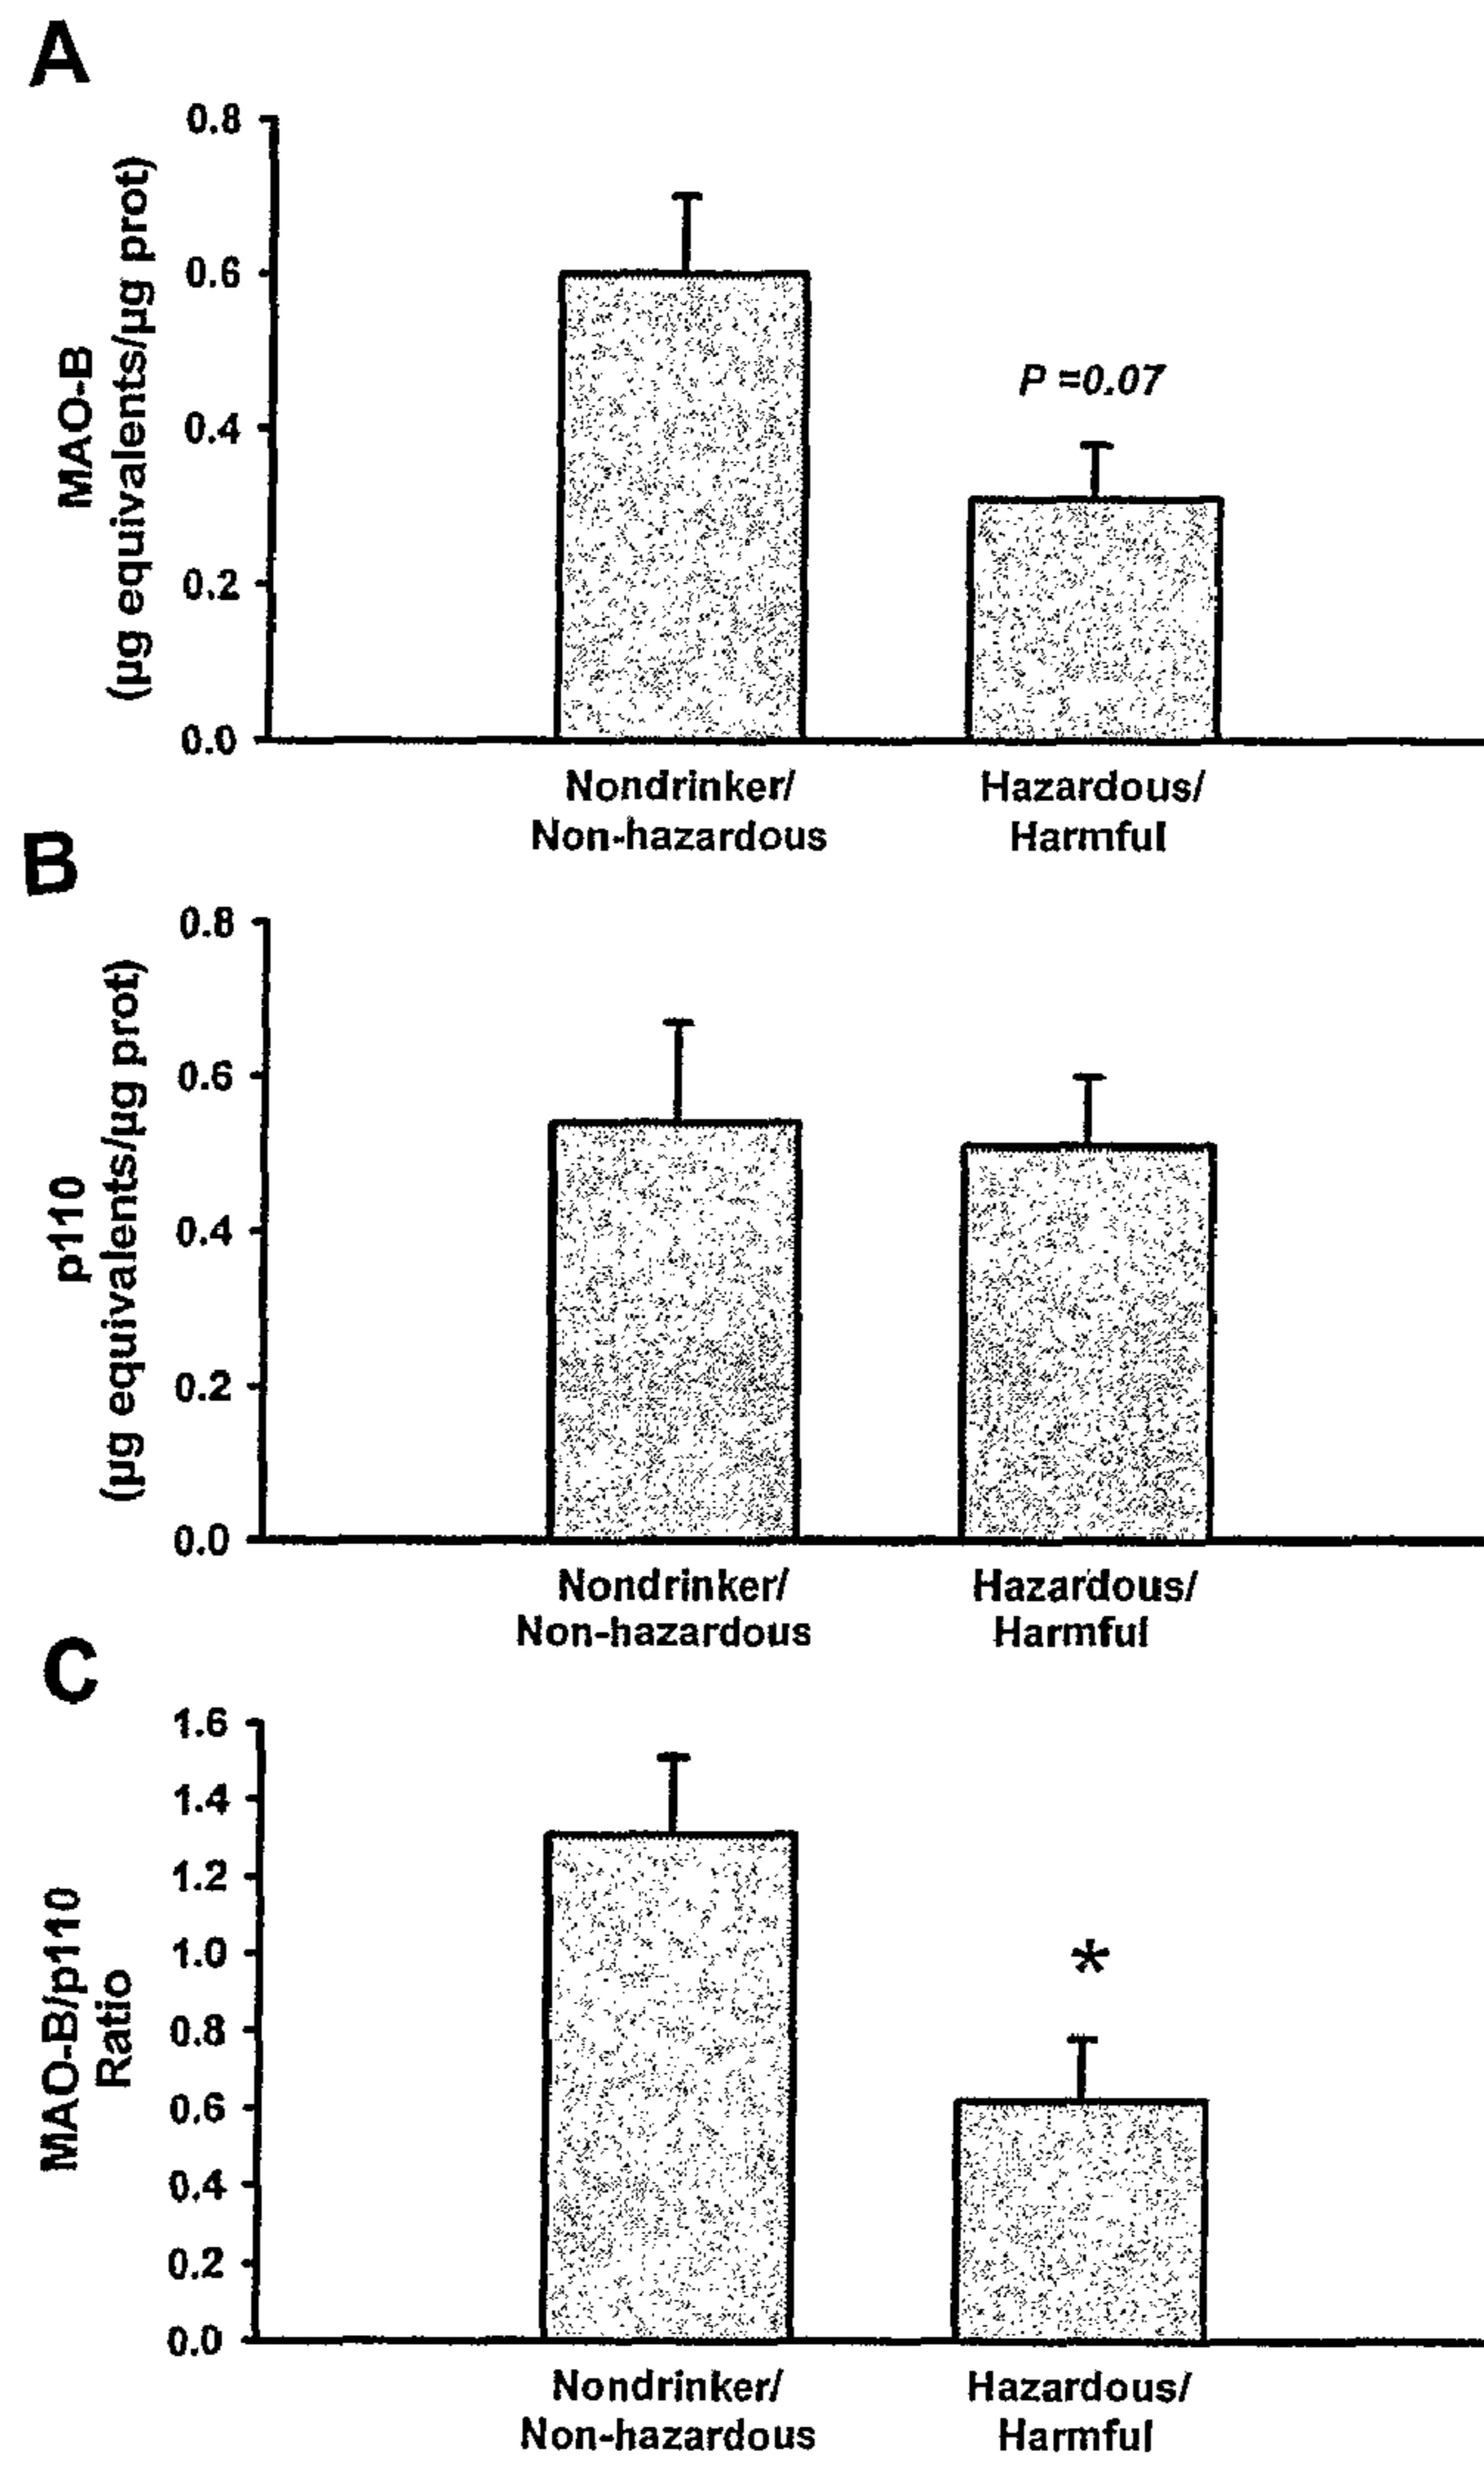 A
0.8
0.6
0.4
0.2
0.0
MAO-B
(µg equivalents/µg prot)
P =0.07
Nondrinker/
Non-hazardous
Hazardous/
Harmful
B
0.8
0.6
0.4
0.2
0.0
p110
(µg equivalents/µg prot)
Nondrinker/
Non-hazardous
Hazardous/
Harmful
C
1.6
1.4
1.2
1.0
0.8
0.6
0.4
0.2
0.0
MAO-B/p110
Ratio
*
Nondrinker/
Non-hazardous
Hazardous/
Harmful